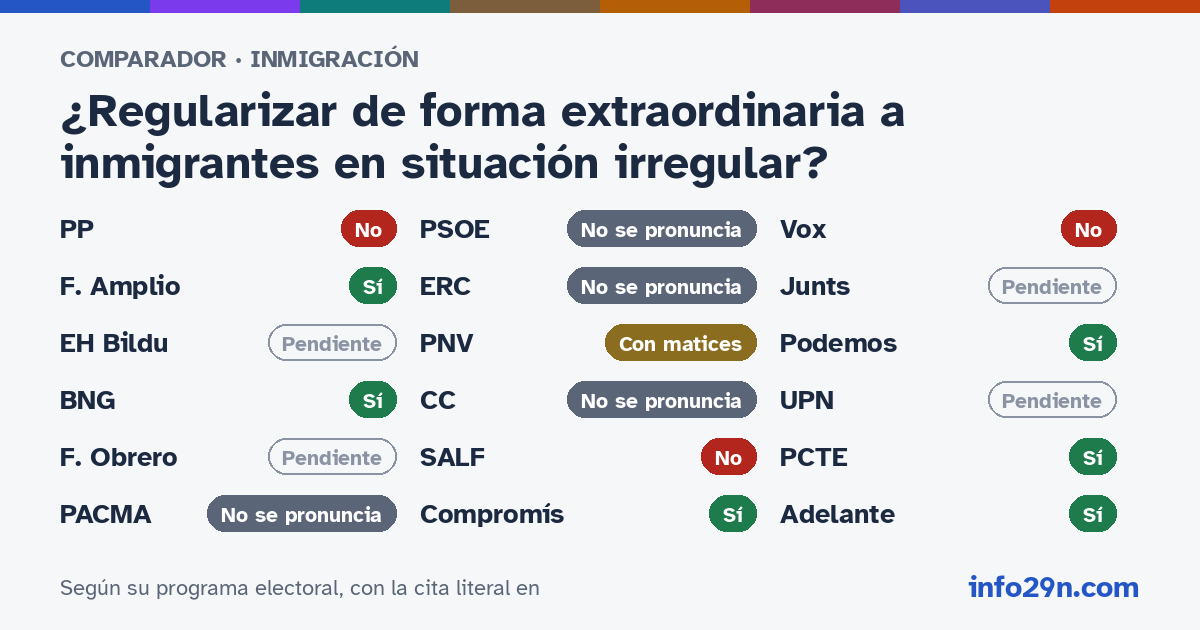 COMPARADOR · INMIGRACIÓN
¿Regularizar de forma extraordinaria a
inmigrantes en situación irregular?
PP No PSOE No se pronuncia Vox No
F. Amplio Sí ERC No se pronuncia Junts Pendiente
EH Bildu Pendiente PNV Con matices Podemos Sí
BNG Sí CC No se pronuncia UPN Pendiente
F. Obrero Pendiente SALF No PCTE Sí
PACMA No se pronuncia Compromís Sí Adelante Sí
Según su programa electoral, con la cita literal en info29n.com